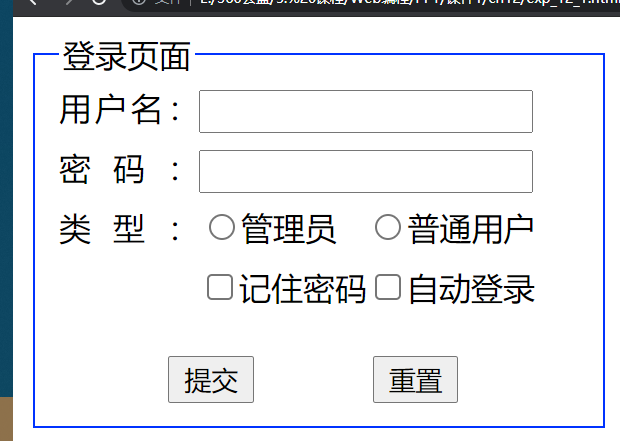 登录页面
用户名：
密 码 ：
类 型 ： 管理员 普通用户
记住密码 自动登录
提交 重置